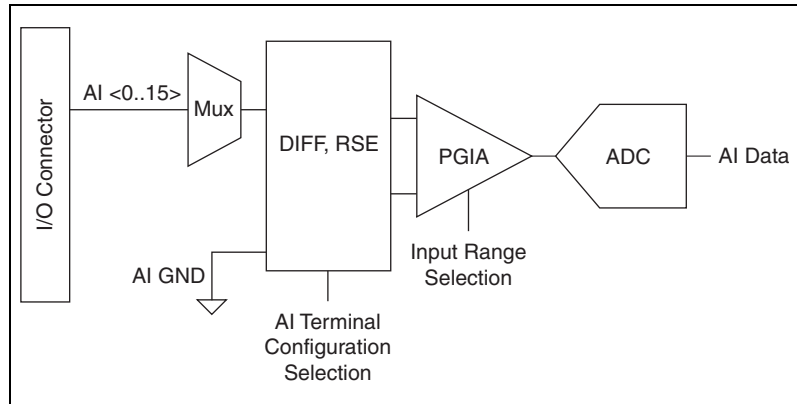 I/O Connector
AI <0..15>
Mux
DIFF, RSE
PGIA
ADC
AI Data
AI GND
Input Range
Selection
AI Terminal
Configuration
Selection